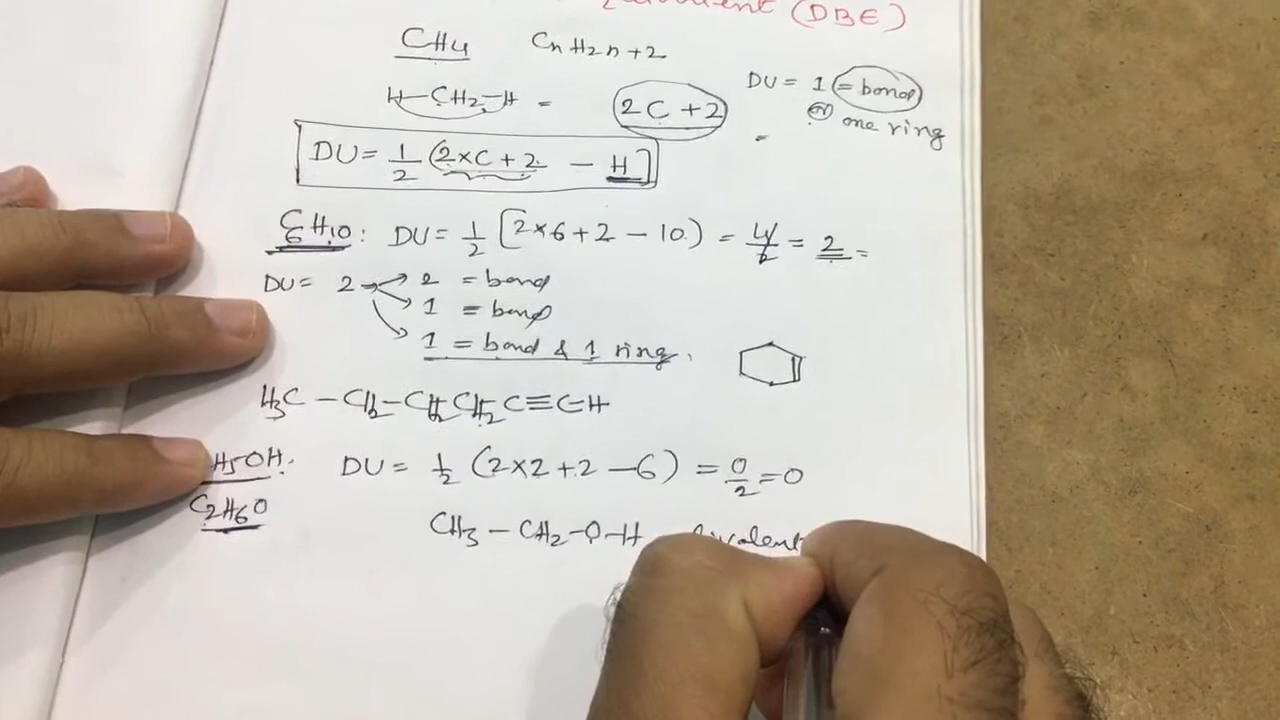 (DBE)
CH4 CnH2n+2
H-CH2-H = 2C+2
DU = 1 = bond
or one ring
=
DU = 1/2 (2×C+2 - H]
C6H10: DU = 1/2 [2×6+2-10) = 4/2 = 2 =
DU = 2 → 2 = bond
1 ≡ bond
1 = bond & 1 ring.
H3C-CH2-CH2CH2C≡CH
H5OH: DU = 1/2 (2×2+2-6) = 0/2 = 0
C2H6O
CH3-CH2-O-H